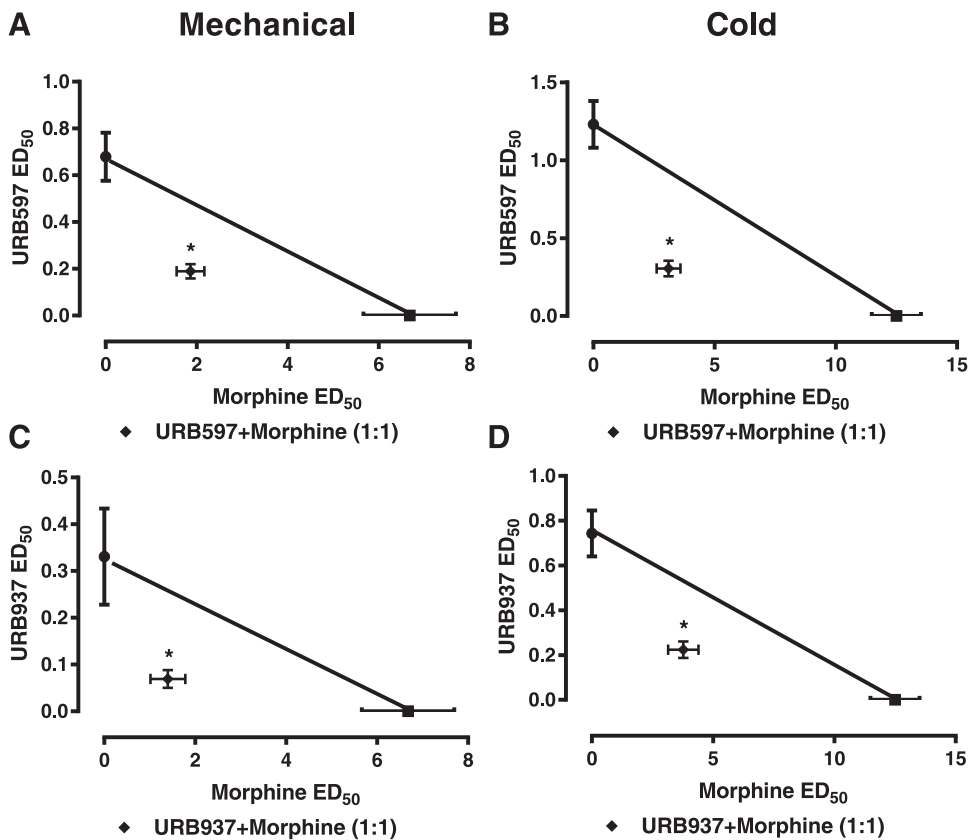 A Mechanical
B Cold
URB597 ED50
1.0
0.8
0.6
0.4
0.2
0.0
0 2 4 6 8
*
Morphine ED50
◆ URB597+Morphine (1:1)
URB597 ED50
1.5
1.0
0.5
0.0
0 5 10 15
*
Morphine ED50
◆ URB597+Morphine (1:1)
C
URB937 ED50
0.5
0.4
0.3
0.2
0.1
0.0
0 2 4 6 8
*
Morphine ED50
◆ URB937+Morphine (1:1)
D
URB937 ED50
1.0
0.8
0.6
0.4
0.2
0.0
0 5 10 15
*
Morphine ED50
◆ URB937+Morphine (1:1)